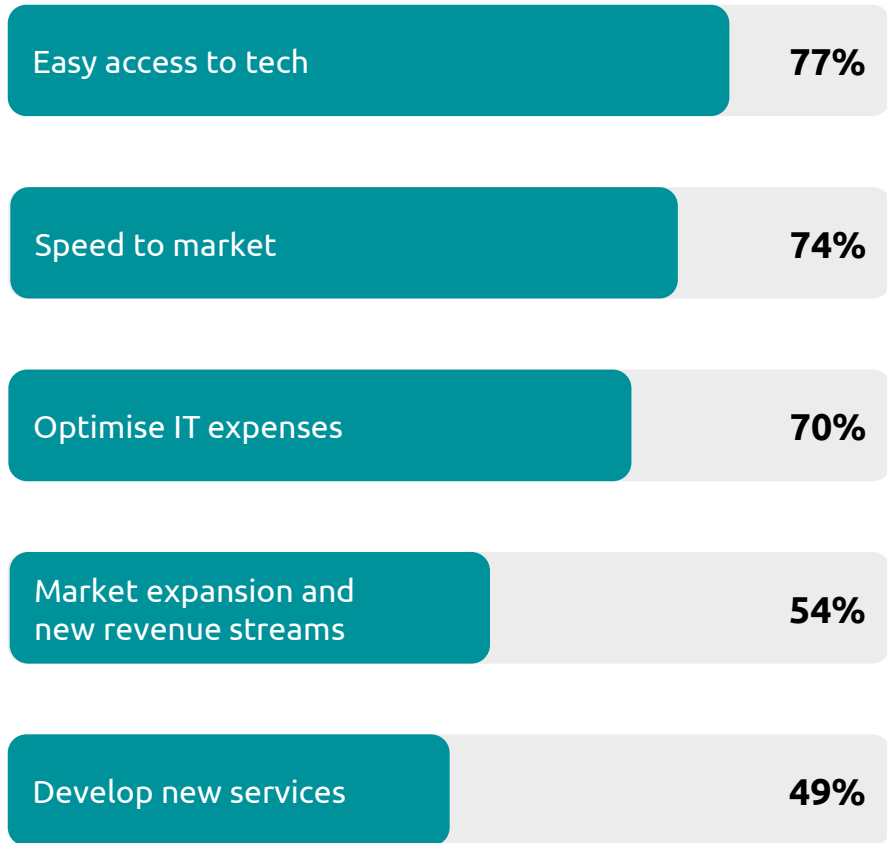 Easy access to tech 77%
Speed to market 74%
Optimise IT expenses 70%
Market expansion and
new revenue streams 54%
Develop new services 49%